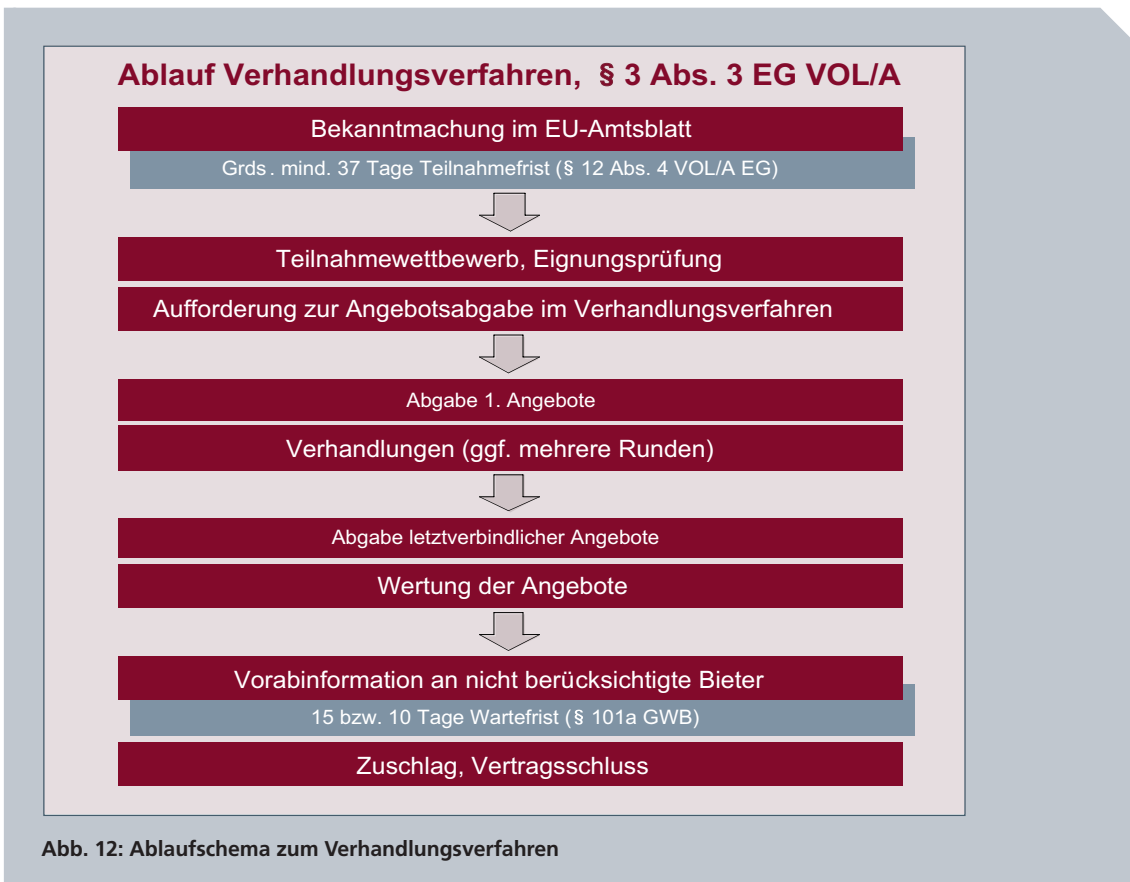 Ablauf Verhandlungsverfahren, § 3 Abs. 3 EG VOL/A
Bekanntmachung im EU-Amtsblatt
Grds. mind. 37 Tage Teilnahmefrist (§ 12 Abs. 4 VOL/A EG)
Teilnahmewettbewerb, Eignungsprüfung
Aufforderung zur Angebotsabgabe im Verhandlungsverfahren
Abgabe 1. Angebote
Verhandlungen (ggf. mehrere Runden)
Abgabe letztverbindlicher Angebote
Wertung der Angebote
Vorabinformation an nicht berücksichtigte Bieter
15 bzw. 10 Tage Wartefrist (§ 101a GWB)
Zuschlag, Vertragsschluss
Abb. 12: Ablaufschema zum Verhandlungsverfahren